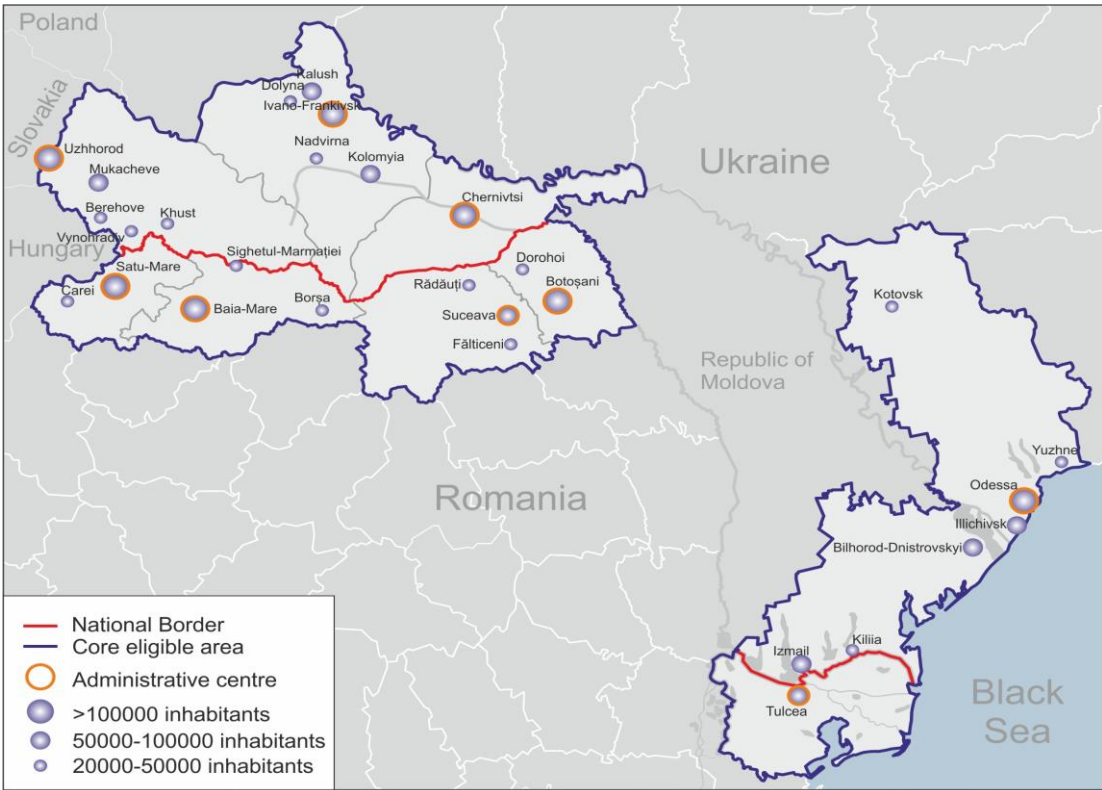 Poland
Slovakia
Hungary
Ukraine
Republic of
Moldova
Romania
Black
Sea
Kalush
Dolyna
Ivano-Frankivsk
Nadvirna
Kolomyia
Uzhhorod
Mukacheve
Berehove
Khust
Vynohradiv
Chernivtsi
Sighetul-Marmației
Satu-Mare
Carei
Baia-Mare
Borșa
Dorohoi
Rădăuți
Botoșani
Suceava
Fălticeni
Kotovsk
Yuzhne
Odessa
Illichivsk
Bilhorod-Dnistrovskyi
Kiliia
Izmail
Tulcea
National Border
Core eligible area
Administrative centre
>100000 inhabitants
50000-100000 inhabitants
20000-50000 inhabitants